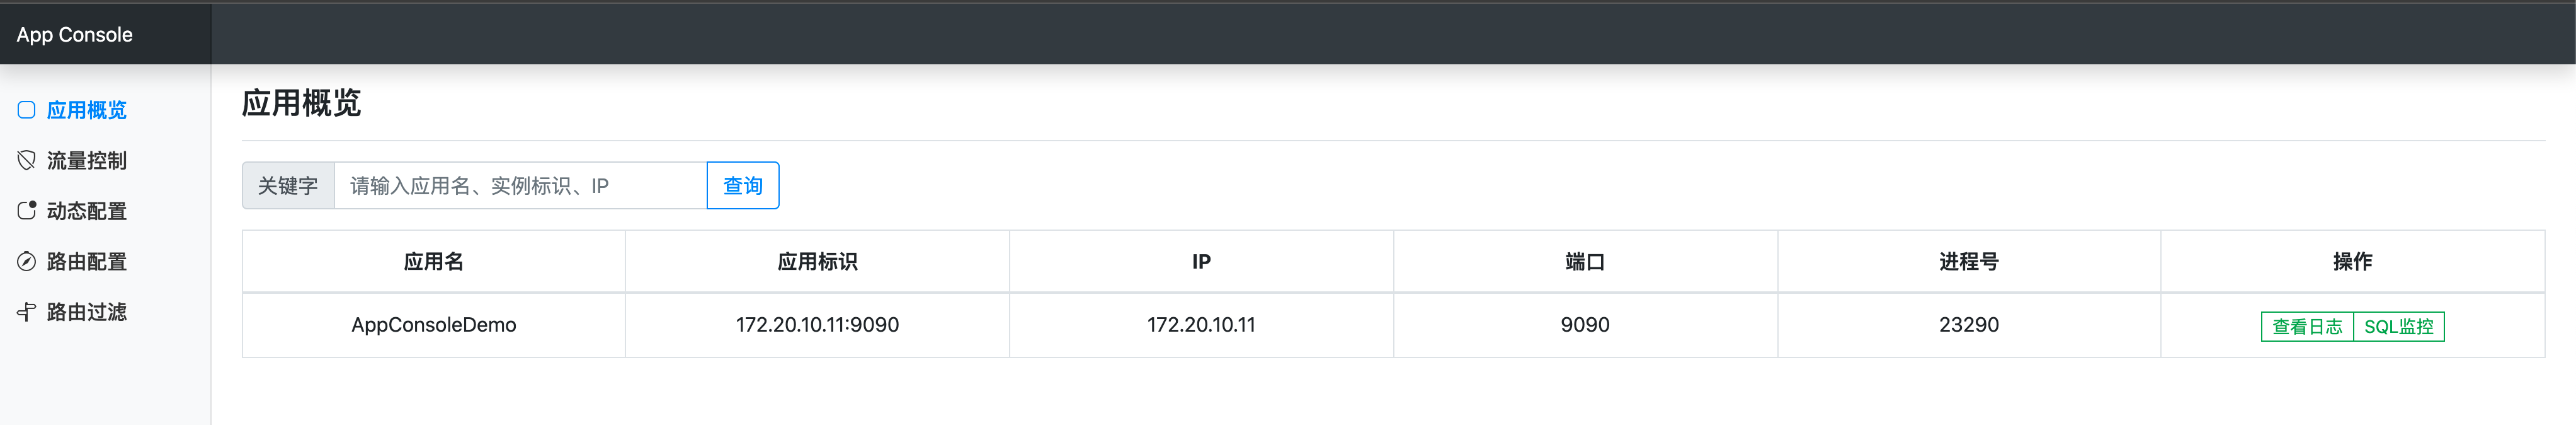 App Console
应用概览
流量控制
动态配置
路由配置
路由过滤
应用概览
关键字 请输入应用名、实例标识、IP 查询
应用名 应用标识 IP 端口 进程号 操作
AppConsoleDemo 172.20.10.11:9090 172.20.10.11 9090 23290 查看日志 SQL监控